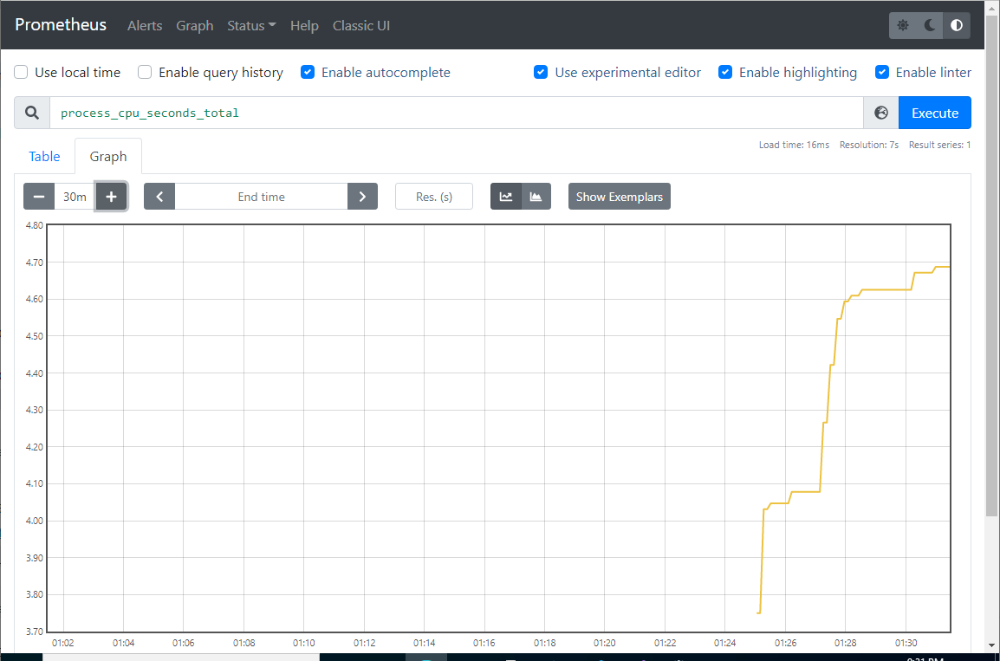 Prometheus Alerts Graph Status Help Classic UI
Use local time Enable query history Enable autocomplete Use experimental editor Enable highlighting Enable linter
process_cpu_seconds_total Execute
Load time: 16ms Resolution: 7s Result series: 1
Table Graph
30m End time Res. (s) Show Exemplars
4.80
4.70
4.60
4.50
4.40
4.30
4.20
4.10
4.00
3.90
3.80
3.70
01:02 01:04 01:06 01:08 01:10 01:12 01:14 01:16 01:18 01:20 01:22 01:24 01:26 01:28 01:30